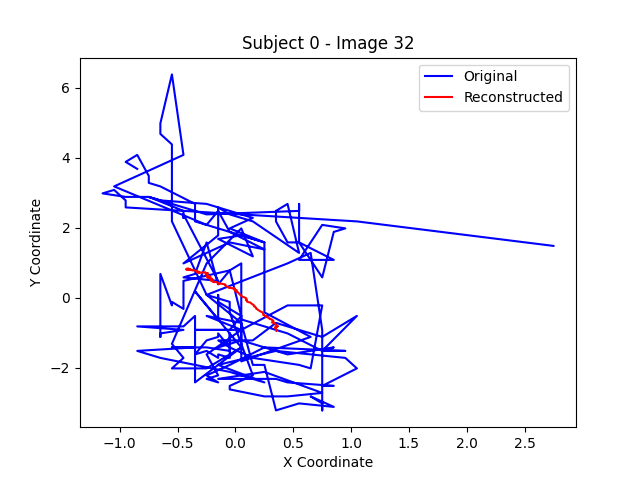 Subject 0 - Image 32
Original
Reconstructed
Y Coordinate
6
4
2
0
−2
−1.0 −0.5 0.0 0.5 1.0 1.5 2.0 2.5
X Coordinate